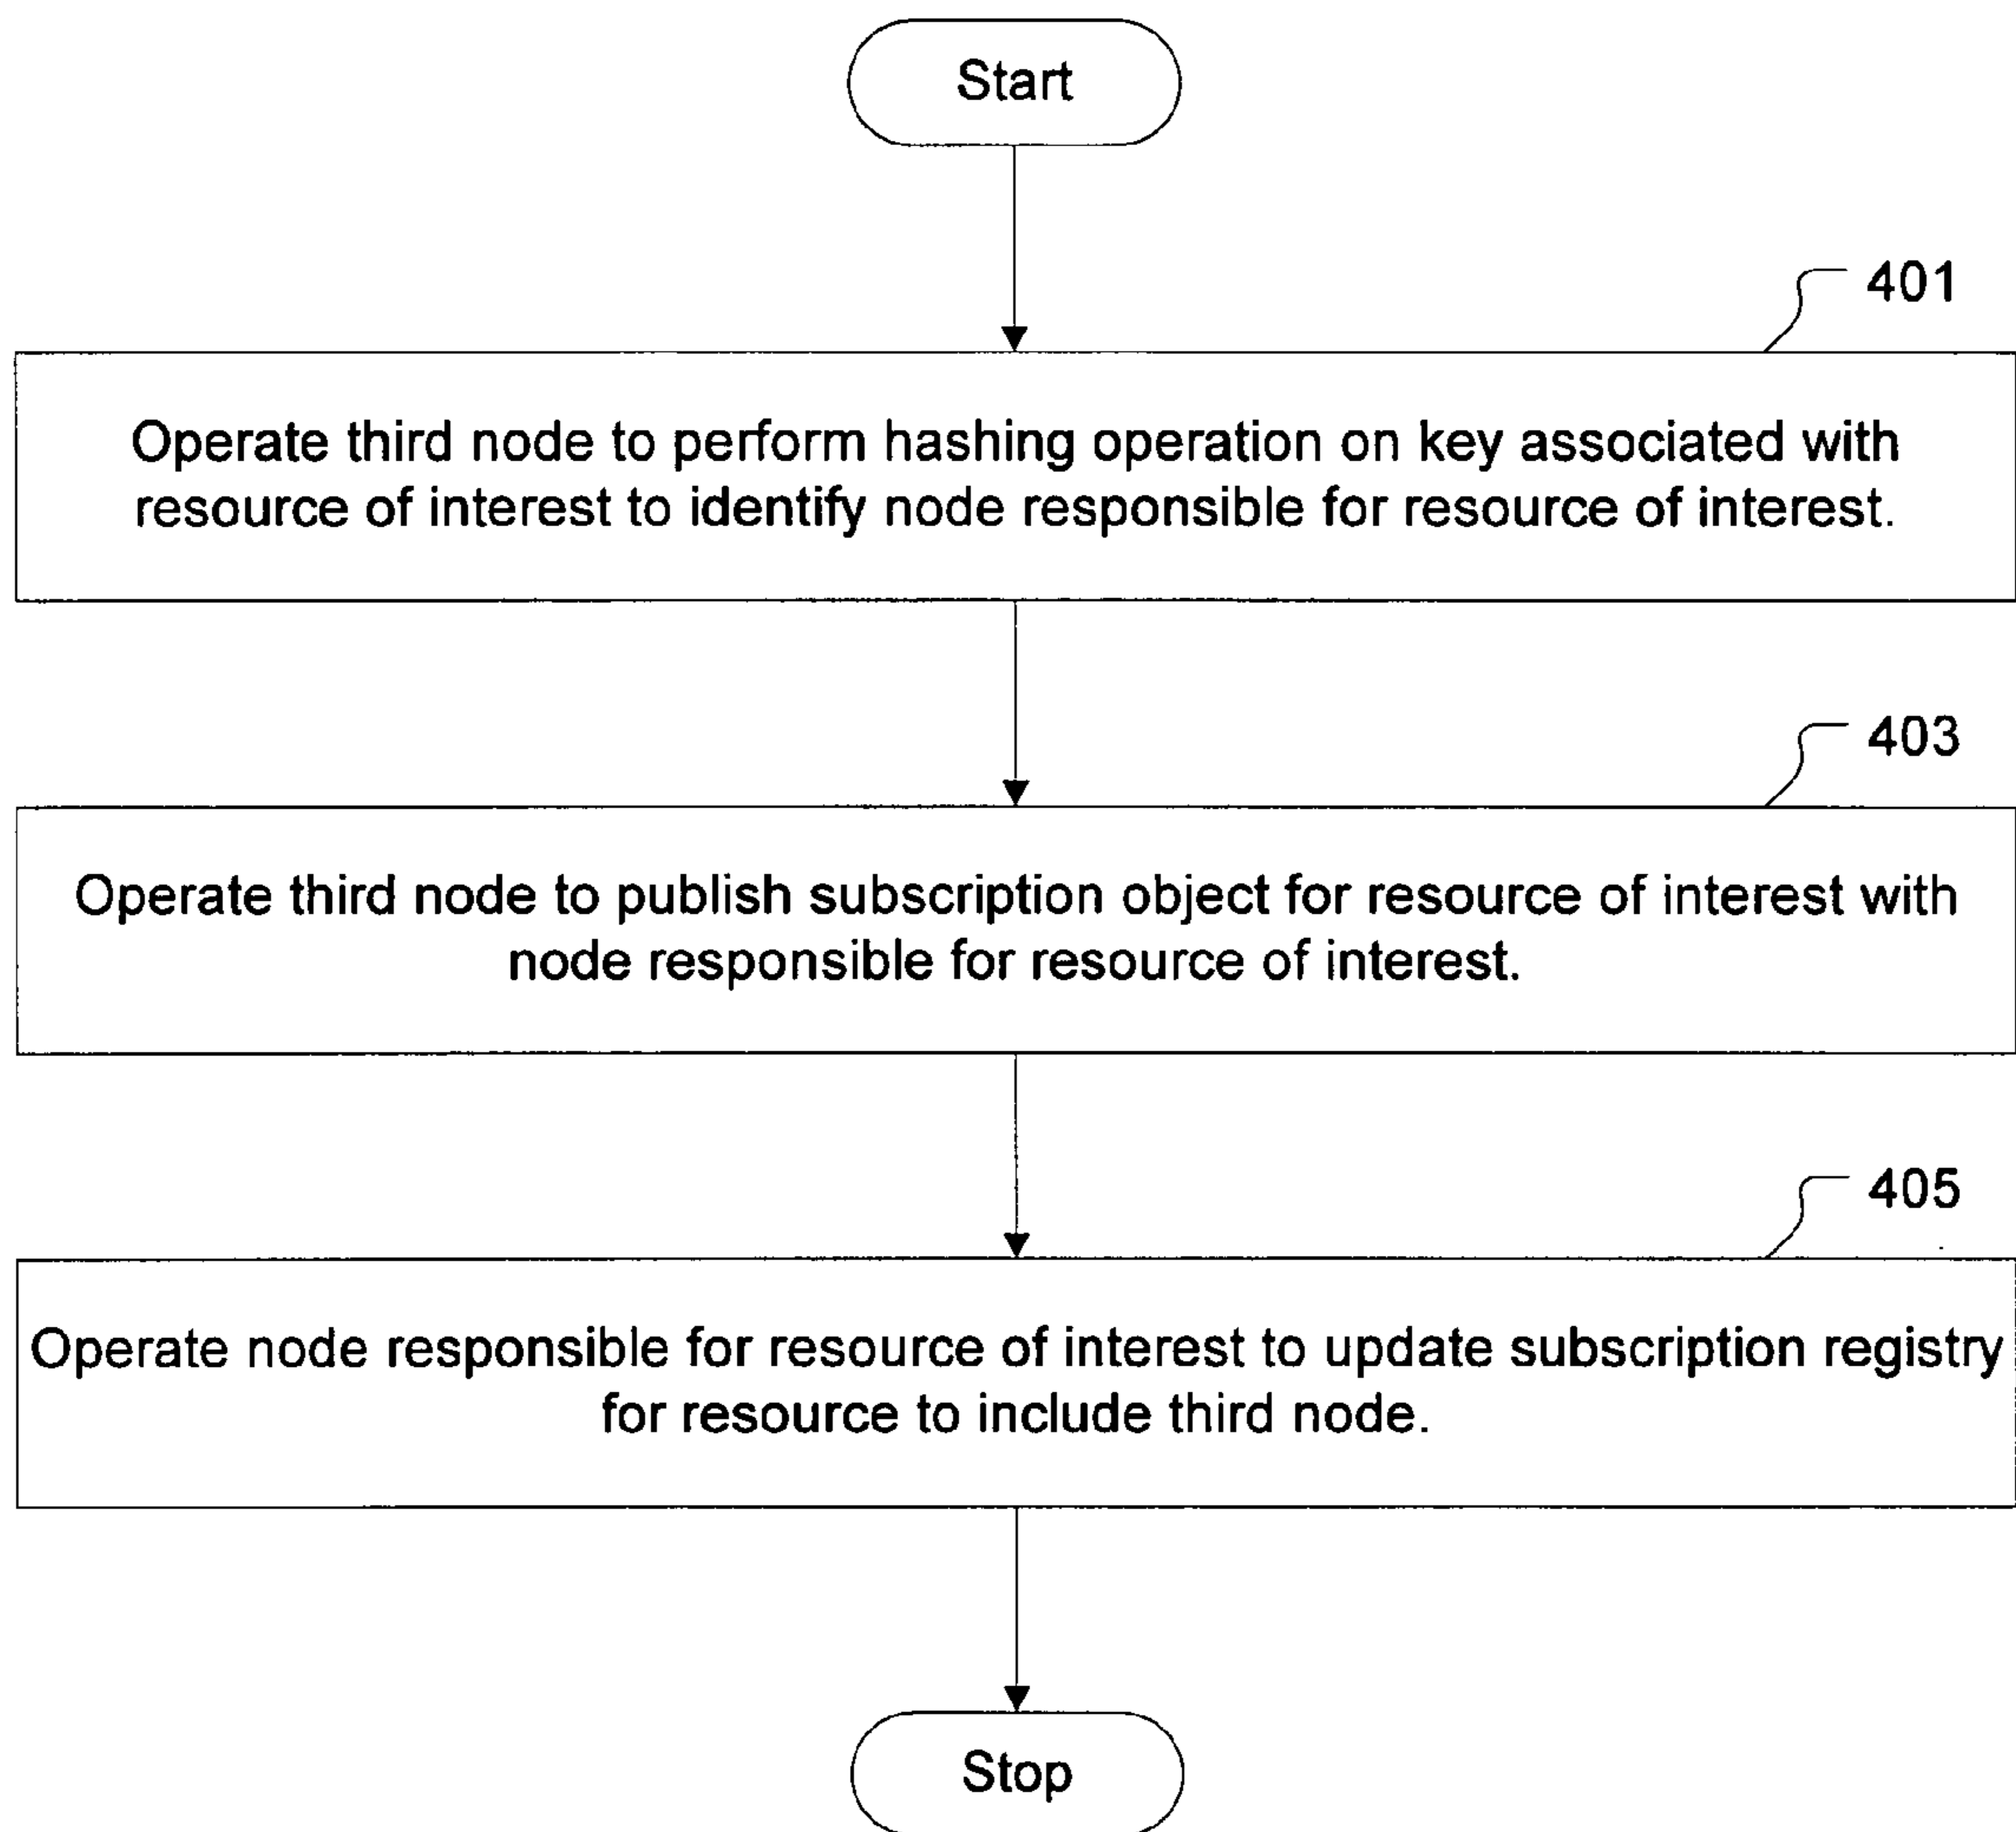 Start
401
Operate third node to perform hashing operation on key associated with
resource of interest to identify node responsible for resource of interest.
403
Operate third node to publish subscription object for resource of interest with
node responsible for resource of interest.
405
Operate node responsible for resource of interest to update subscription registry
for resource to include third node.
Stop